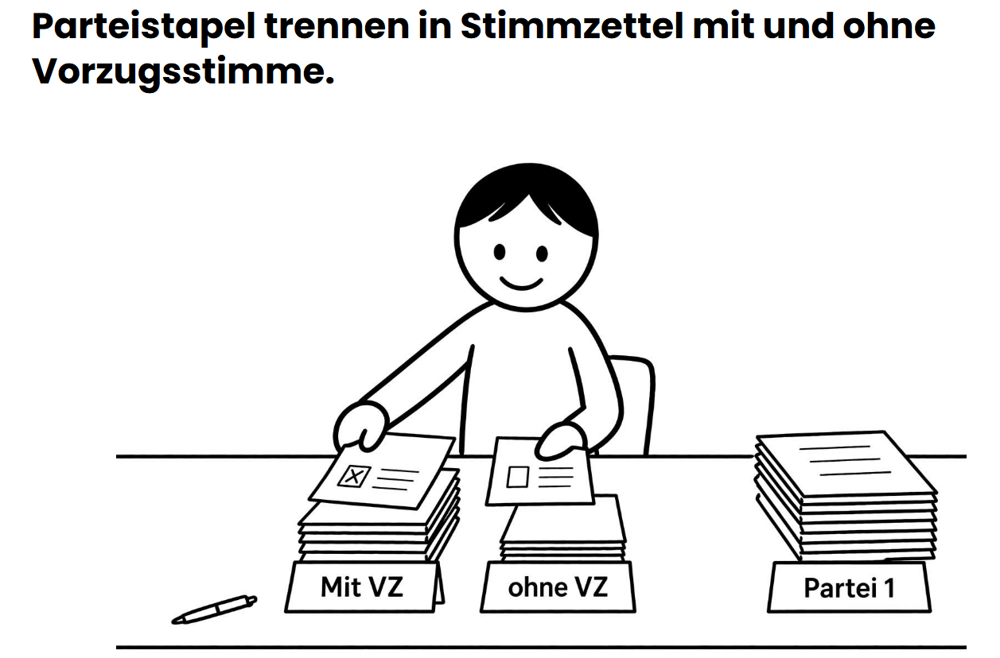 Parteistapel trennen in Stimmzettel mit und ohne
Vorzugsstimme.
Mit VZ
ohne VZ
Partei 1